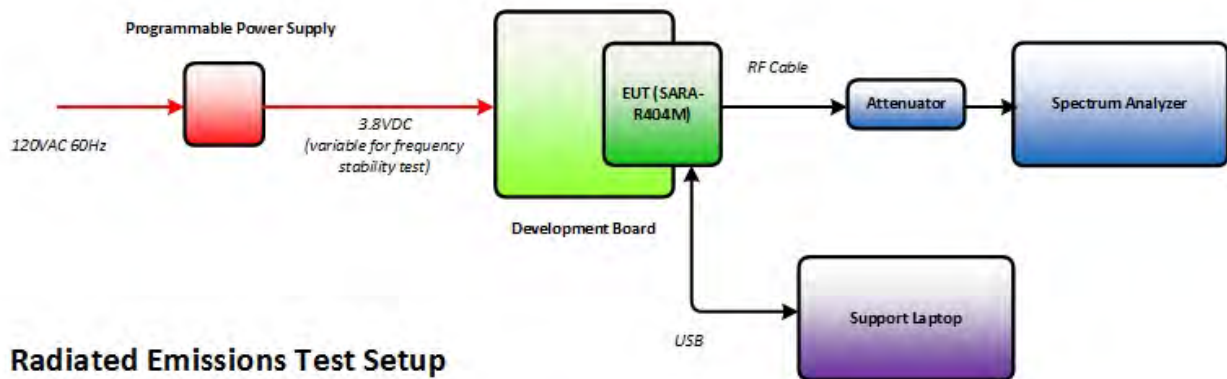 Programmable Power Supply
120VAC 60Hz
3.8VDC
(variable for frequency
stability test)
EUT (SARA-
R404M)
Development Board
RF Cable
Attenuator
Spectrum Analyzer
USB
Support Laptop
Radiated Emissions Test Setup